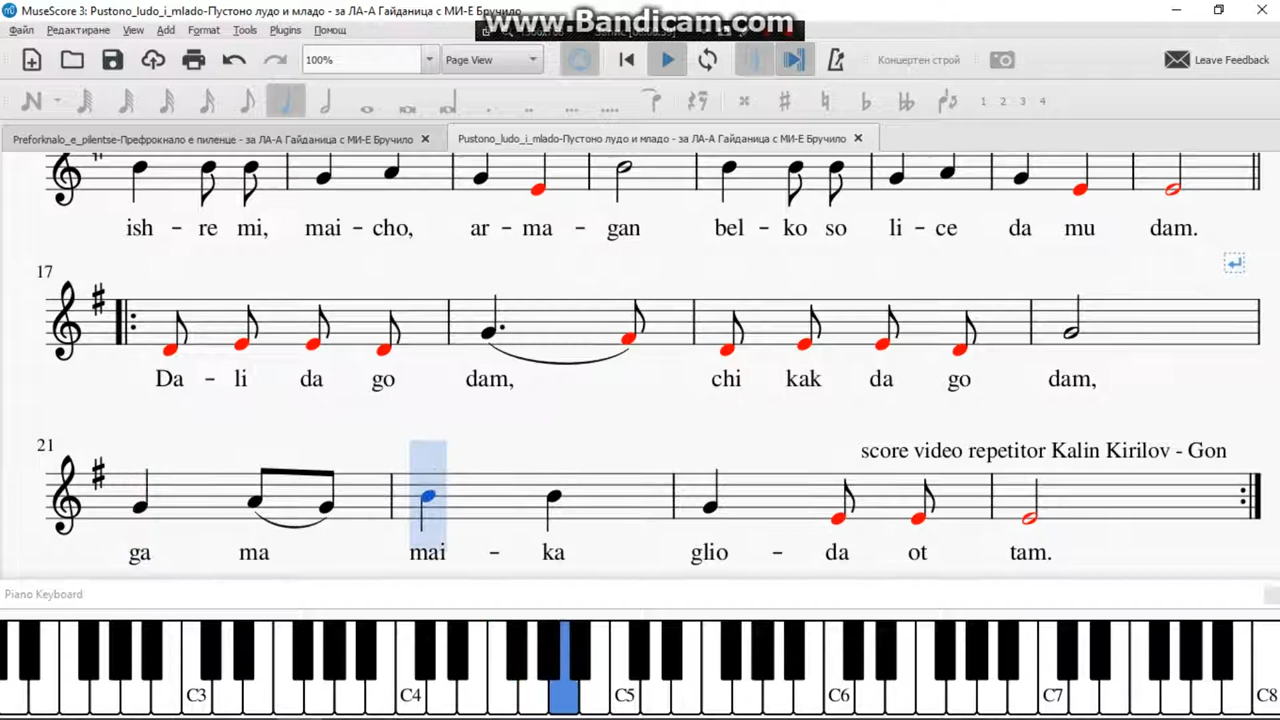 MuseScore 3: Pustono_ludo_i_mlado-Пустоно лудо и младо - за ЛА-А Гайданица с МИ-Е Бручило
www.Bandicam.com
Файл Редактиране View Add Format Tools Plugins Помощ
100% Page View Концертен строй Leave Feedback
1 2 3 4
Preforknalo_e_pilentse-Префрокнало е пиленце - за ЛА-А Гайданица с МИ-Е Бручило
Pustono_ludo_i_mlado-Пустоно лудо и младо - за ЛА-А Гайданица с МИ-Е Бручило
ish - re mi, mai - cho, ar - ma - gan bel - ko so li - ce da mu dam.
17
Da - li da go dam, chi kak da go dam,
21
score video repetitor Kalin Kirilov - Gon
ga ma mai - ka glio - da ot tam.
Piano Keyboard
C3 C4 C5 C6 C7 C8